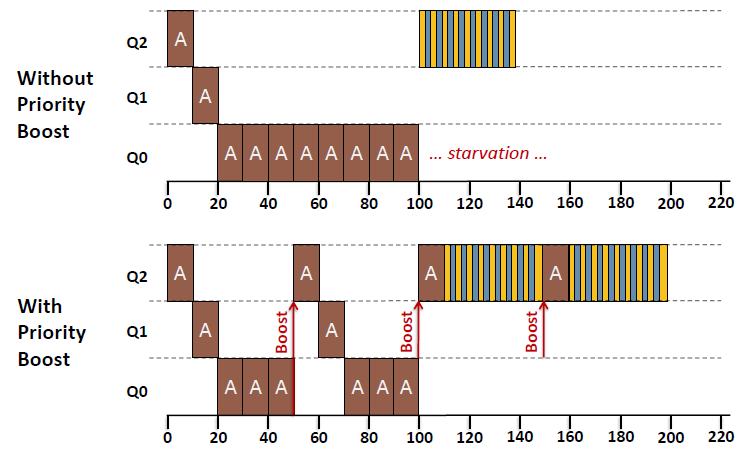 Q2 A
Without
Priority
Boost
Q1 A
Q0 A A A A A A A A ... starvation ...
0 20 40 60 80 100 120 140 160 180 200 220
Q2 A A A A
With
Priority
Boost
Q1 A A
Boost Boost Boost
Q0 A A A A A A
0 20 40 60 80 100 120 140 160 180 200 220